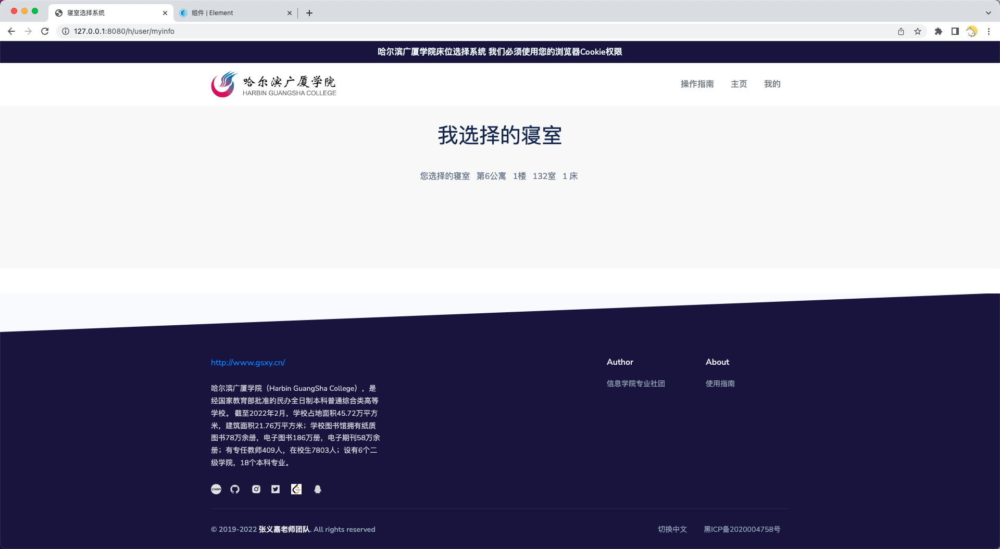 寝室选择系统
组件 | Element
127.0.0.1:8080/h/user/myinfo
哈尔滨广厦学院床位选择系统 我们必须使用您的浏览器Cookie权限
哈尔滨广厦学院
HARBIN GUANGSHA COLLEGE
操作指南 主页 我的
我选择的寝室
您选择的寝室 第6公寓 1楼 132室 1 床
http://www.gsxy.cn/
Author
About
信息学院专业社团
使用指南
哈尔滨广厦学院（Harbin GuangSha College），是
经国家教育部批准的民办全日制本科普通综合类高等
学校。 截至2022年2月，学校占地面积45.72万平方
米，建筑面积21.76万平方米；学校图书馆拥有纸质
图书78万余册，电子图书186万册，电子期刊58万余
册；有专任教师409人，在校生7803人；设有6个二
级学院，18个本科专业。
CSDN
© 2019-2022 张义嘉老师团队. All rights reserved
切换中文 黑ICP备2020004758号